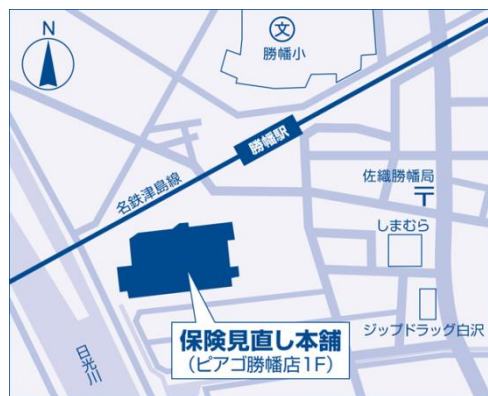 N
文
勝幡小
勝幡駅
名鉄津島線
佐織勝幡局
〒
しまむら
ジップドラッグ白沢
保険見直し本舗
(ピアゴ勝幡店1F)
日光川